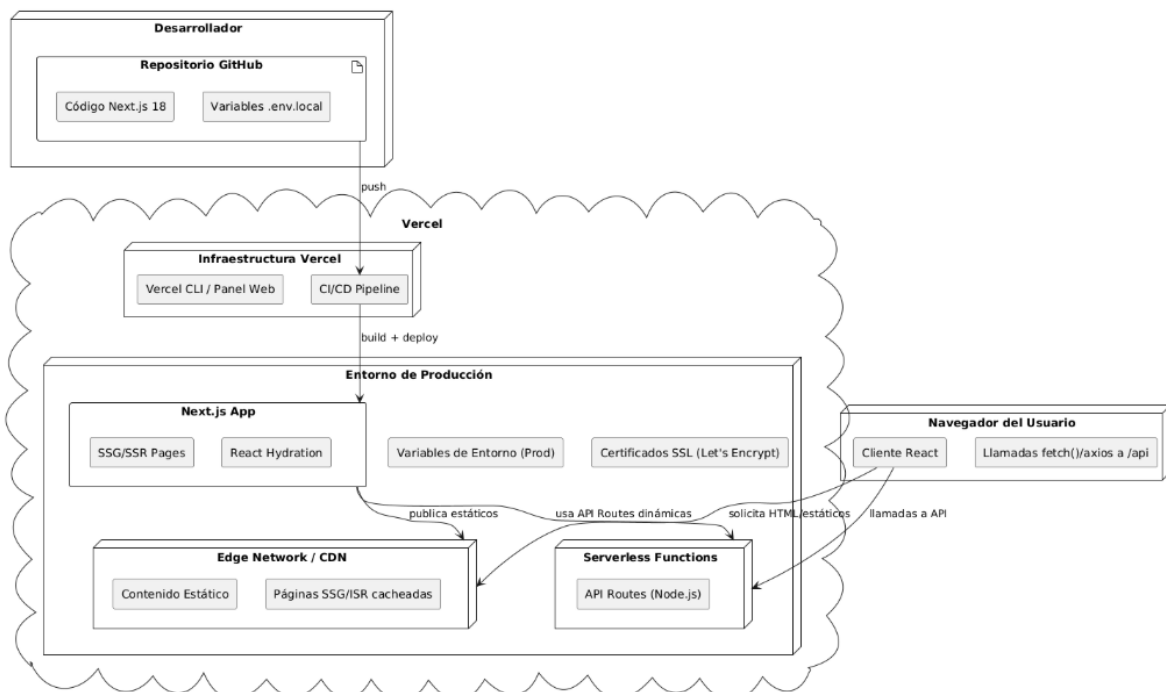 Desarrollador
Repositorio GitHub
Código Next.js 18
Variables .env.local
push
Vercel
Infraestructura Vercel
Vercel CLI / Panel Web
CI/CD Pipeline
build + deploy
Entorno de Producción
Next.js App
SSG/SSR Pages
React Hydration
Variables de Entorno (Prod)
Certificados SSL (Let's Encrypt)
Navegador del Usuario
Cliente React
Llamadas fetch()/axios a /api
publica estáticos
usa API Routes dinámicas
solicita HTML/estáticos
llamadas a API
Edge Network / CDN
Contenido Estático
Páginas SSG/ISR cacheadas
Serverless Functions
API Routes (Node.js)